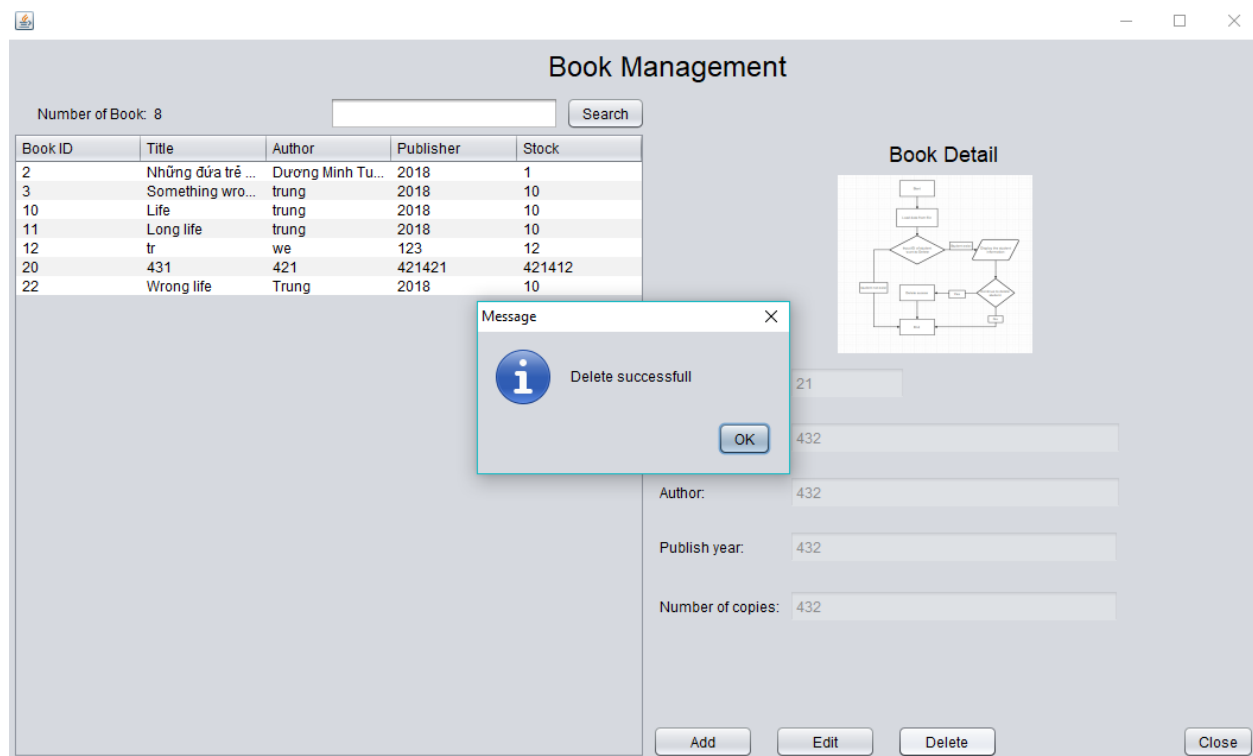 Book Management
Number of Book: 8
Search
Book ID Title Author Publisher Stock
2 Những đứa trẻ ... Dương Minh Tu... 2018 1
3 Something wro... trung 2018 10
10 Life trung 2018 10
11 Long life trung 2018 10
12 tr we 123 12
20 431 421 421421 421412
22 Wrong life Trung 2018 10
Book Detail
Message
Delete successfull
OK
21
432
Author: 432
Publish year: 432
Number of copies: 432
Add Edit Delete Close